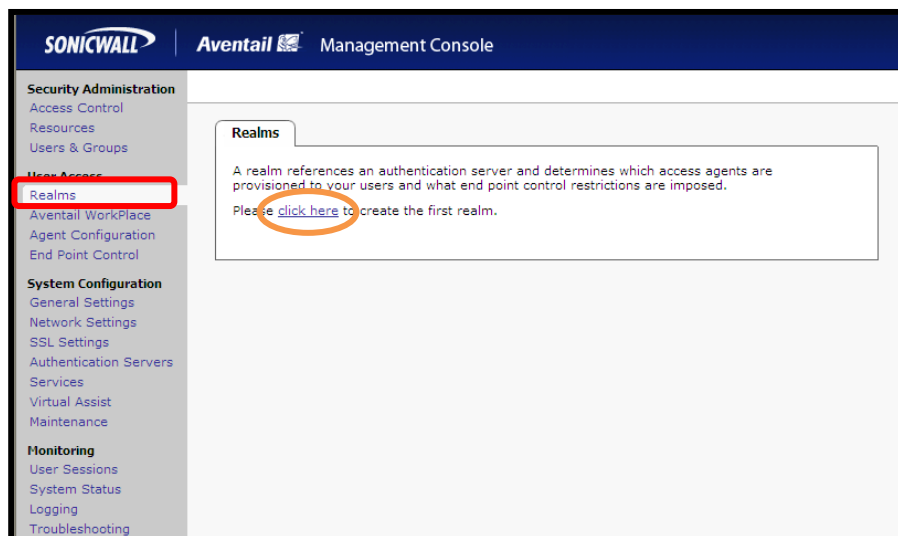 SONICWALL Aventail Management Console
Security Administration
Access Control
Resources
Users & Groups
User Access
Realms
Aventail WorkPlace
Agent Configuration
End Point Control
System Configuration
General Settings
Network Settings
SSL Settings
Authentication Servers
Services
Virtual Assist
Maintenance
Monitoring
User Sessions
System Status
Logging
Troubleshooting
Realms
A realm references an authentication server and determines which access agents are
provisioned to your users and what end point control restrictions are imposed.
Please click here to create the first realm.